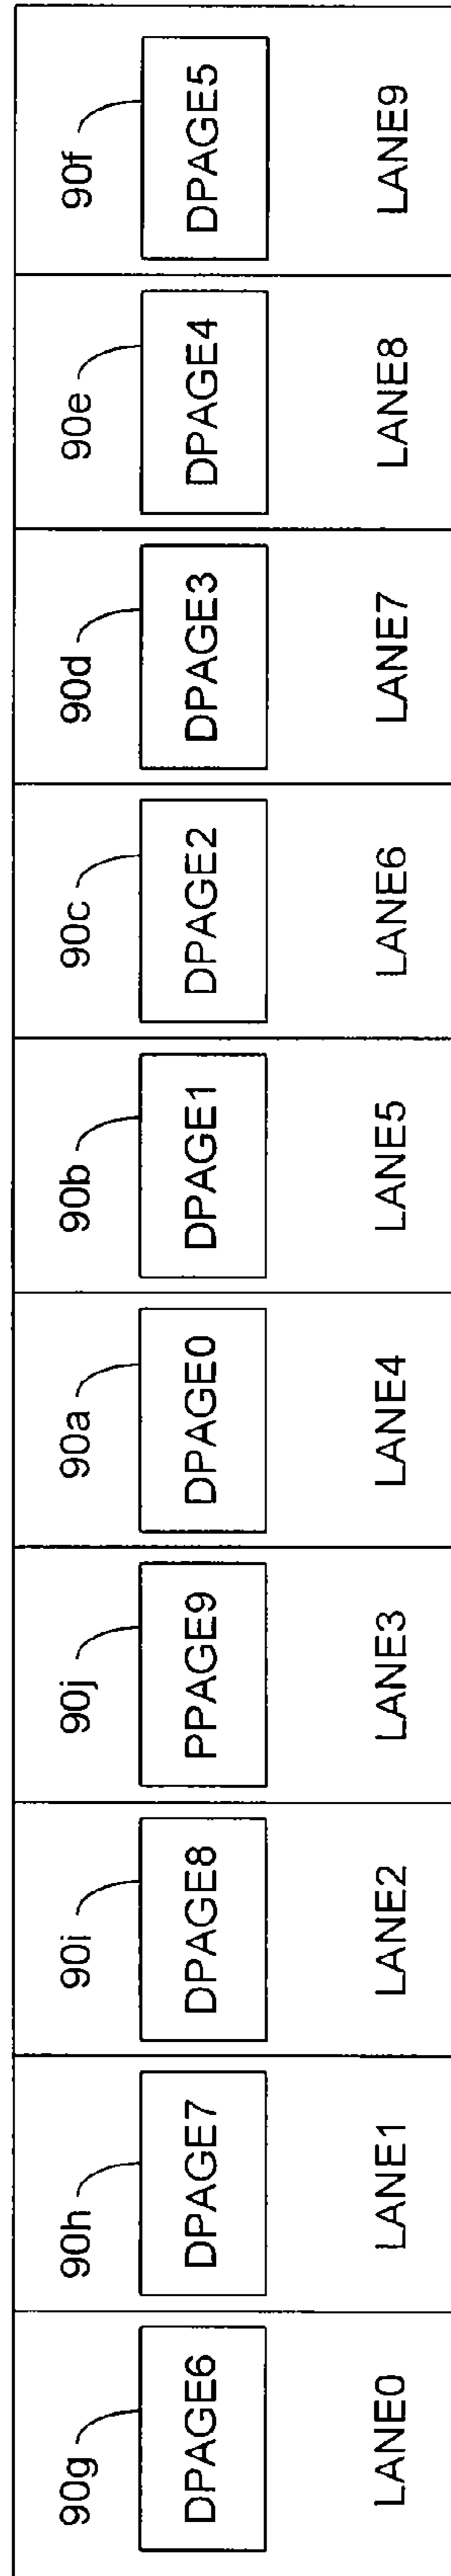 90g 90h 90i 90j 90a 90b 90c 90d 90e 90f
DPAGE6 DPAGE7 DPAGE8 PPAGE9 DPAGE0 DPAGE1 DPAGE2 DPAGE3 DPAGE4 DPAGE5
LANE0 LANE1 LANE2 LANE3 LANE4 LANE5 LANE6 LANE7 LANE8 LANE9